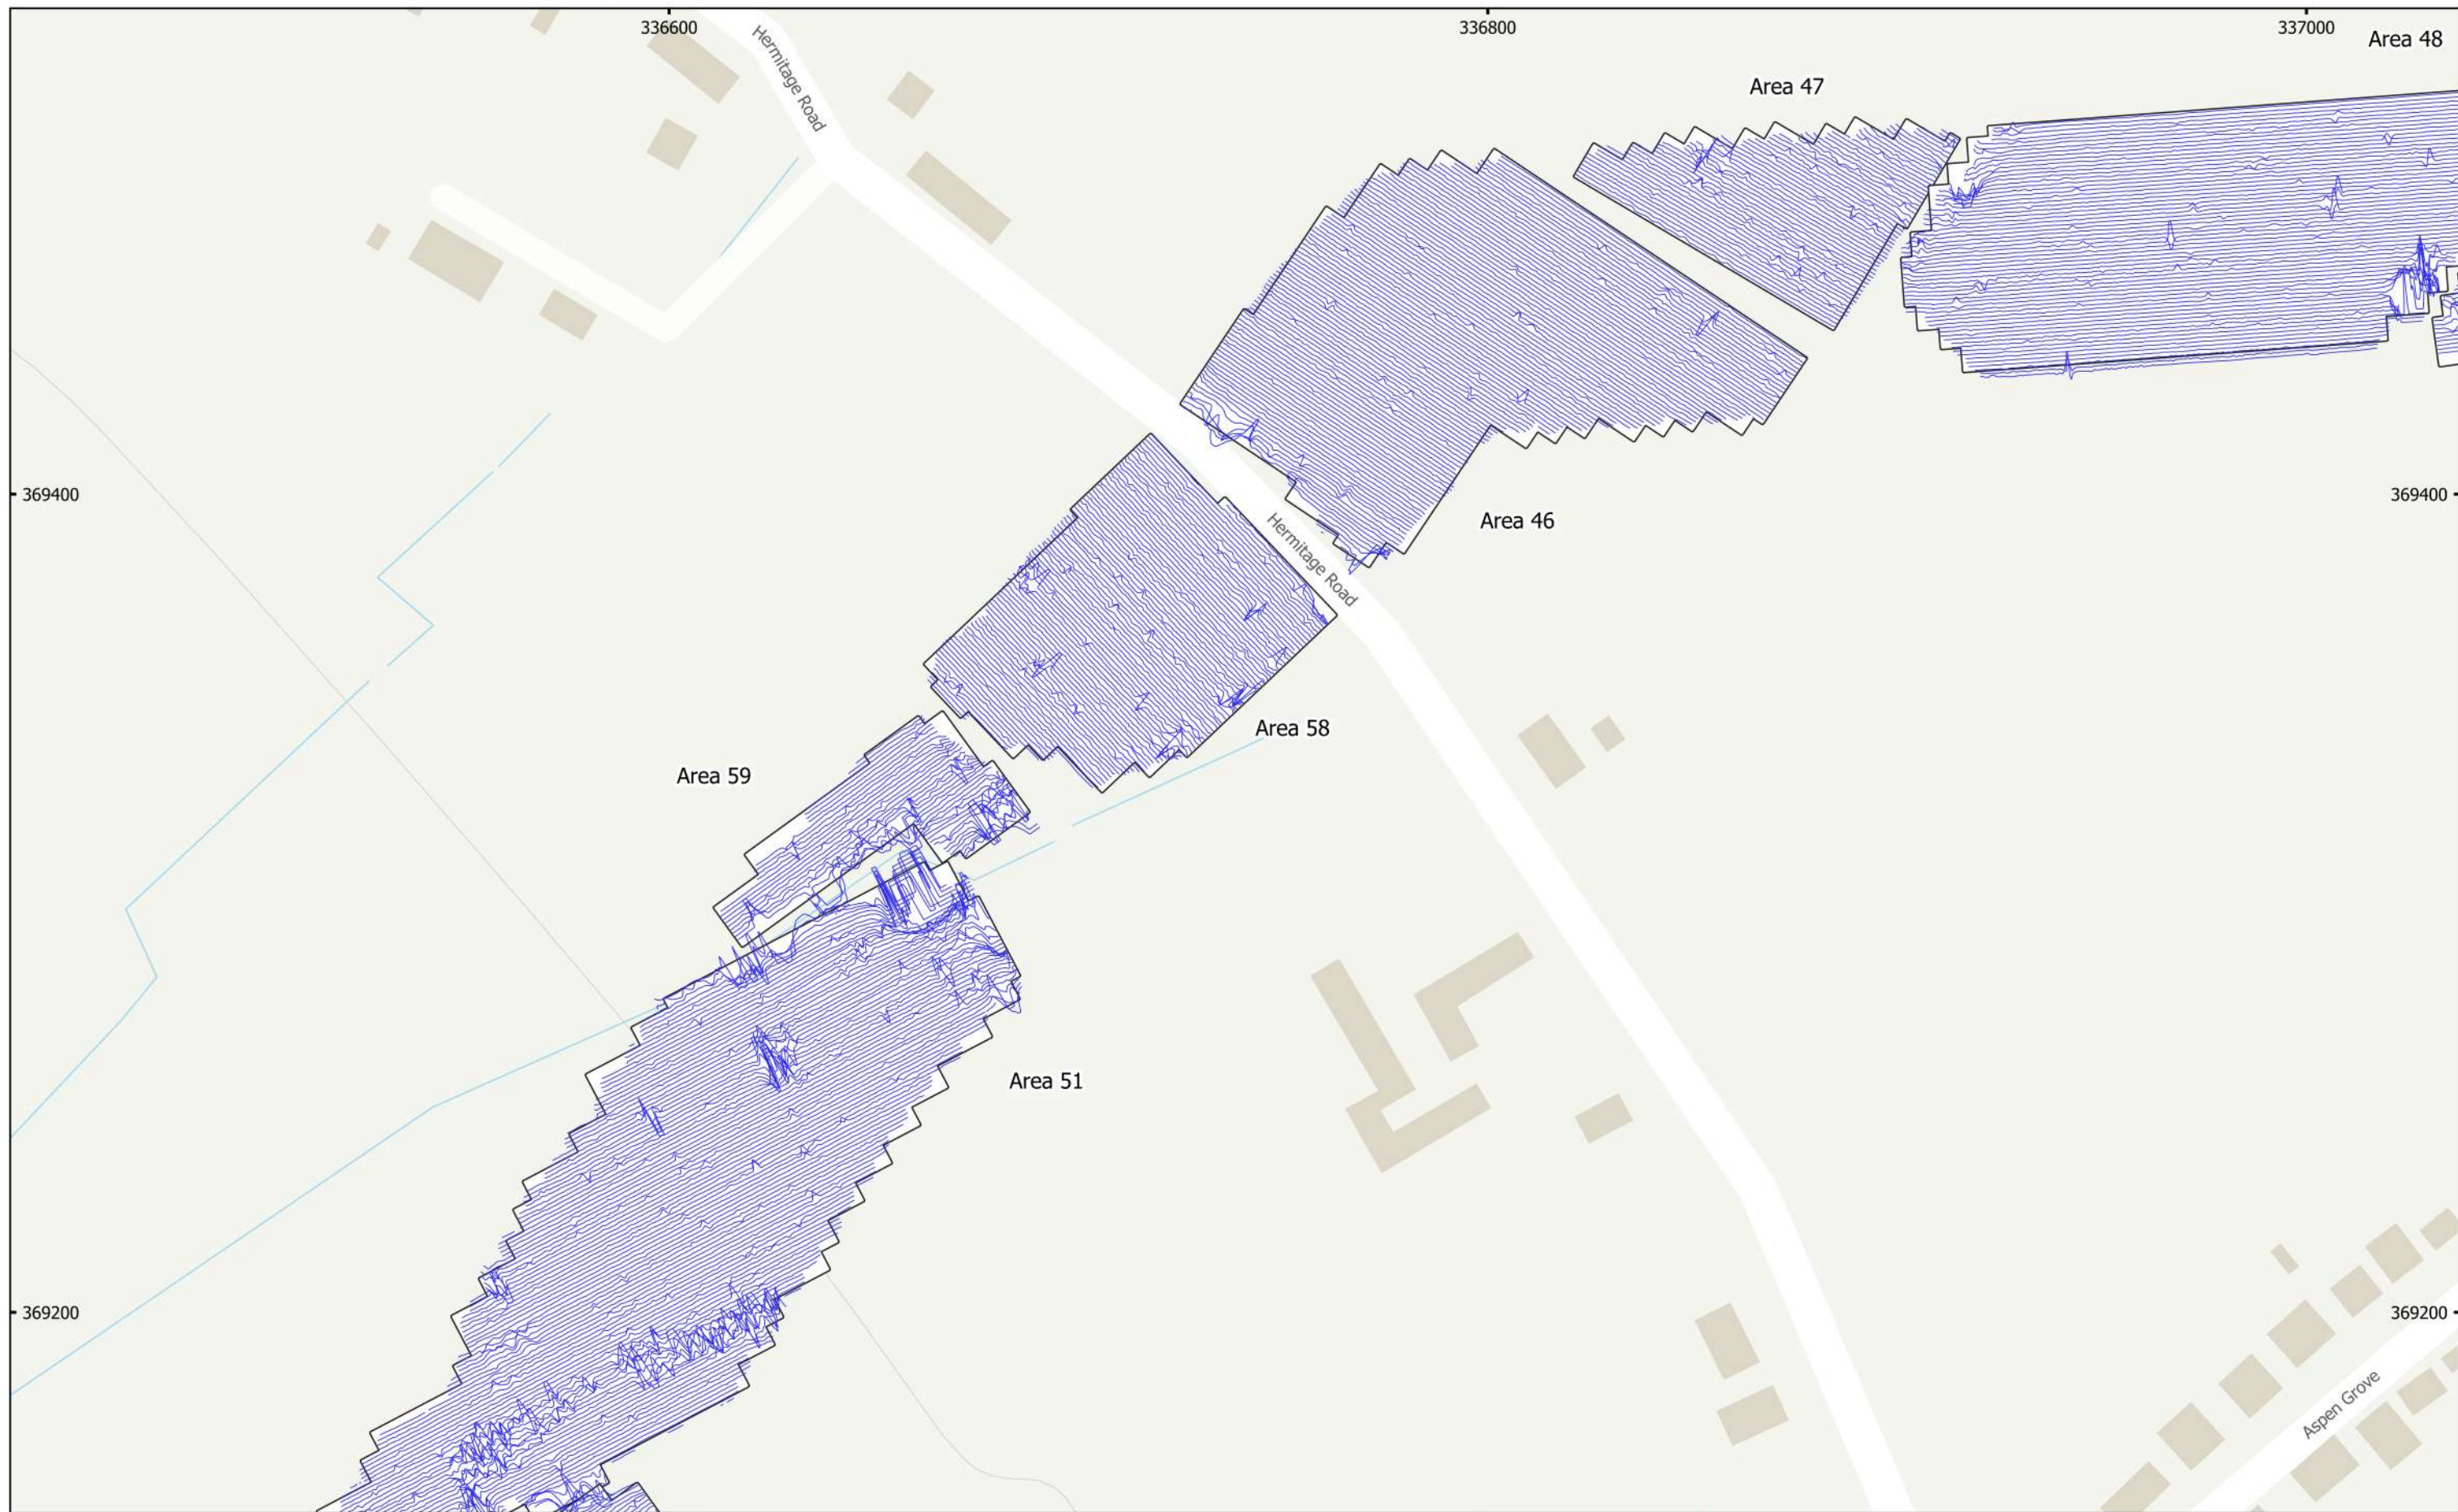 336600
336800
337000
Area 48
Hermitage Road
Area 47
369400
369400
Area 46
Hermitage Road
Area 58
Area 59
Area 51
369200
369200
Aspen Grove